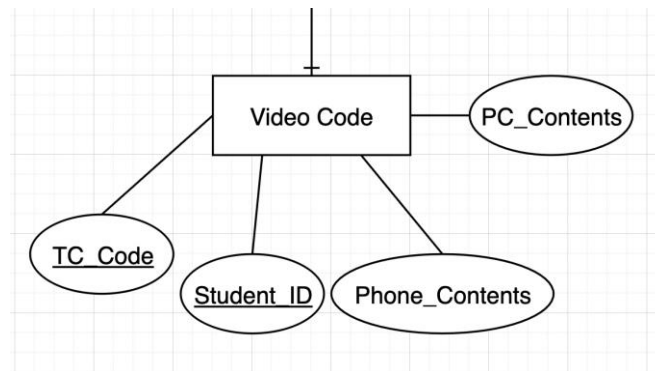 Video Code
PC_Contents
TC_Code
Student_ID
Phone_Contents